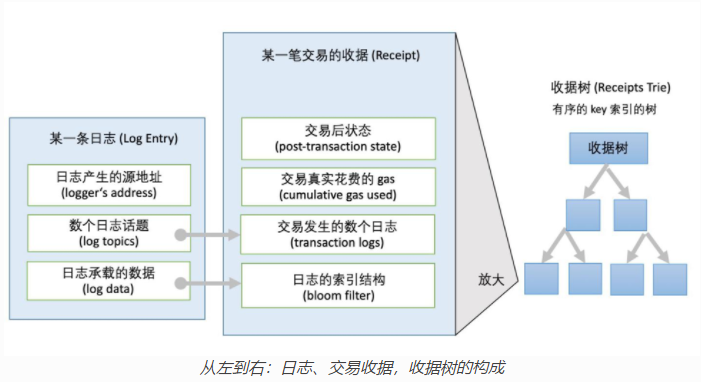 某一条日志 (Log Entry)
日志产生的源地址
(logger's address)
数个日志话题
(log topics)
日志承载的数据
(log data)
某一笔交易的收据 (Receipt)
交易后状态
(post-transaction state)
交易真实花费的 gas
(cumulative gas used)
交易发生的数个日志
(transaction logs)
日志的索引结构
(bloom filter)
放大
收据树 (Receipts Trie)
有序的 key 索引的树
收据树
从左到右：日志、交易收据，收据树的构成